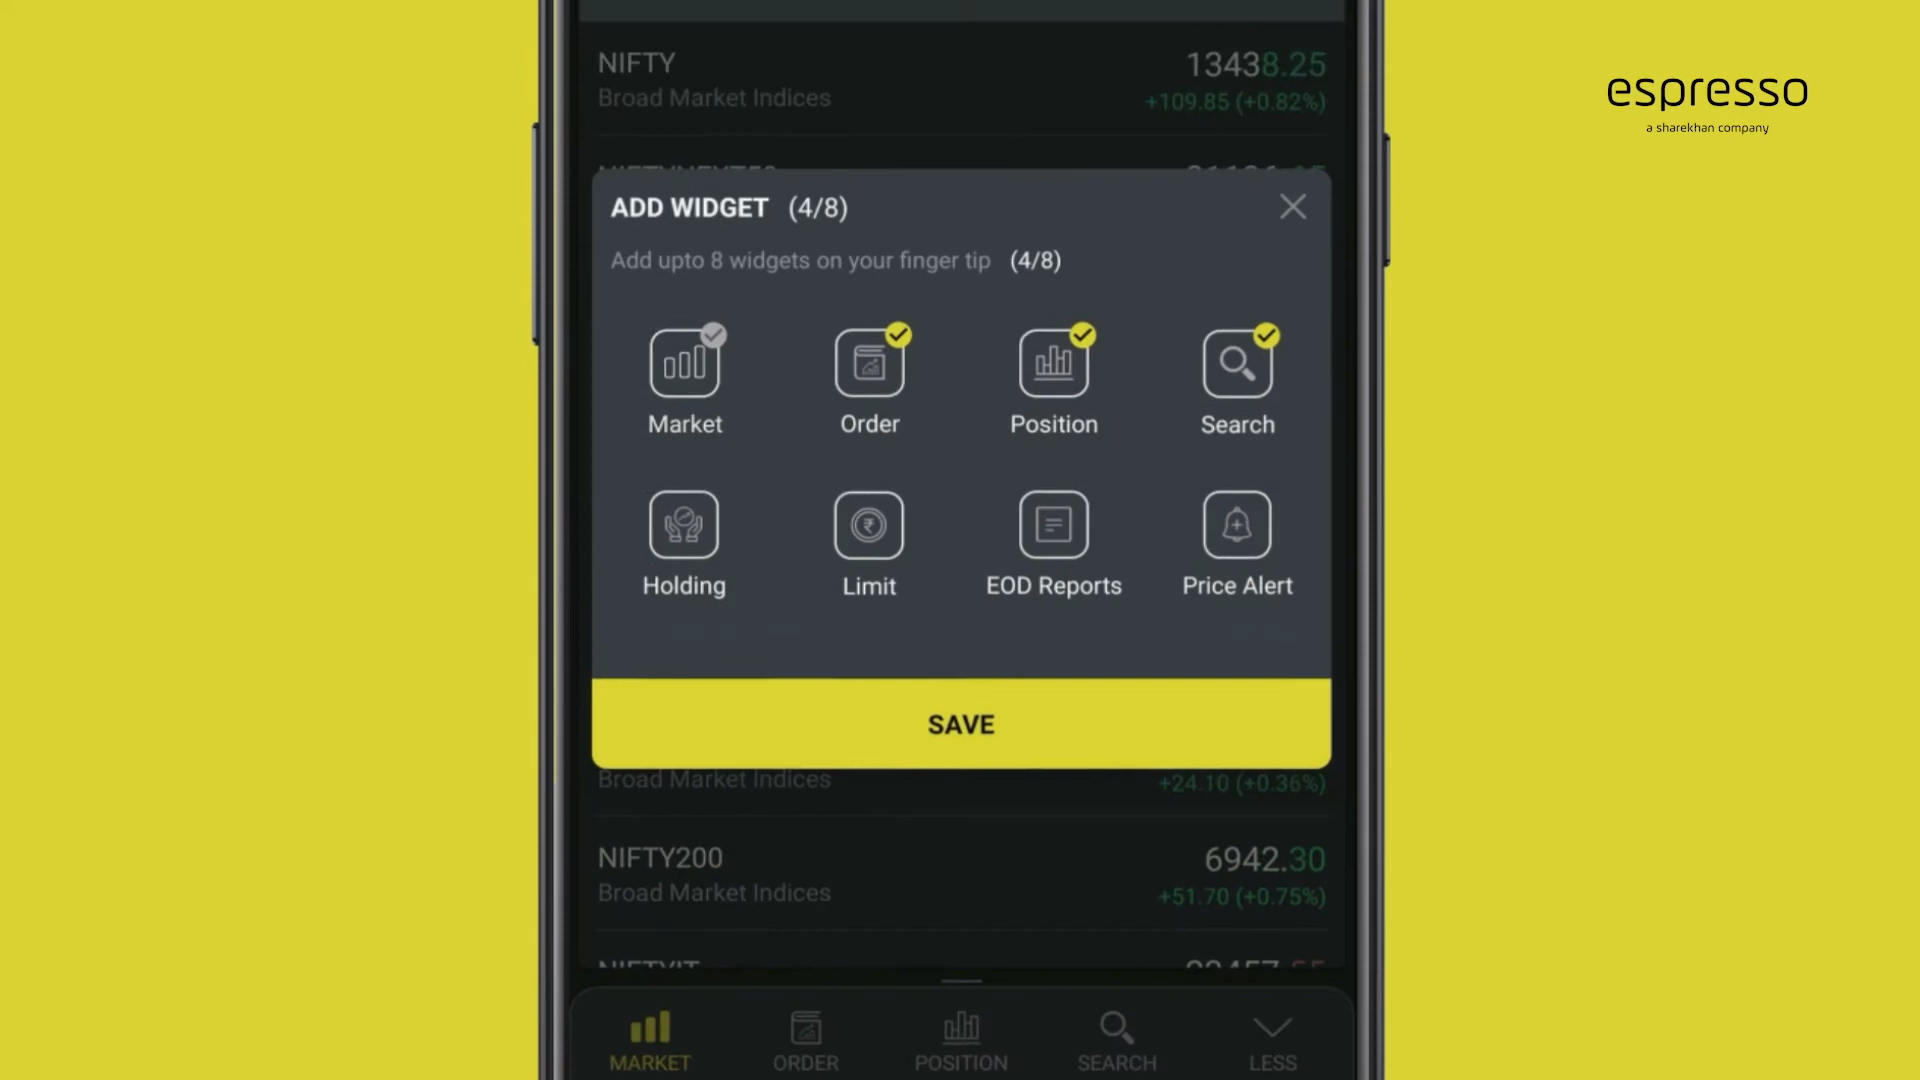 NIFTY
13438.25
Broad Market Indices
+109.85 (+0.82%)
espresso
a sharekhan company
ADD WIDGET (4/8)
Add upto 8 widgets on your finger tip (4/8)
Market
Order
Position
Search
Holding
Limit
EOD Reports
Price Alert
SAVE
Broad Market Indices
+24.10 (+0.36%)
NIFTY200
6942.30
Broad Market Indices
+51.70 (+0.75%)
NIFTYIT
MARKET
ORDER
POSITION
SEARCH
LESS